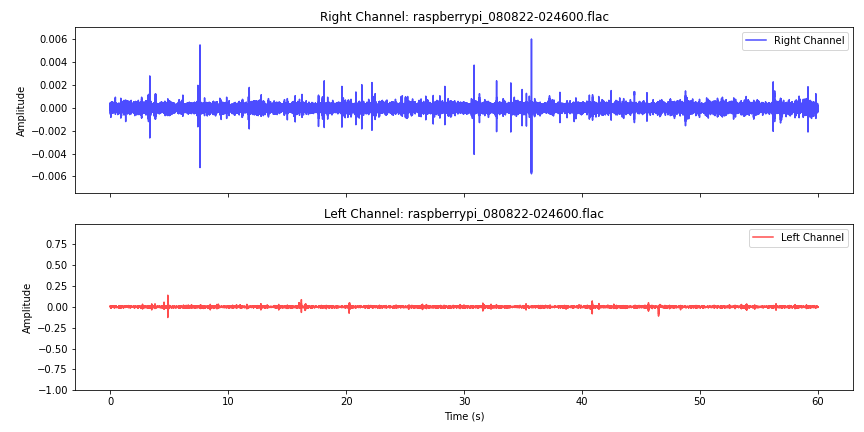 Right Channel: raspberrypi_080822-024600.flac
0.006
0.004
0.002
0.000
−0.002
−0.004
−0.006
Amplitude
Right Channel
Left Channel: raspberrypi_080822-024600.flac
0.75
0.50
0.25
0.00
−0.25
−0.50
−0.75
−1.00
Amplitude
Left Channel
0 10 20 30 40 50 60
Time (s)